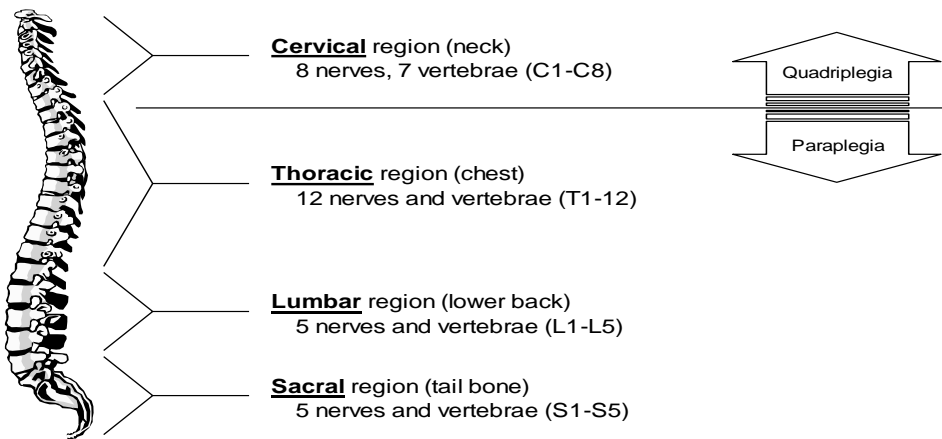 Cervical region (neck)
8 nerves, 7 vertebrae (C1-C8)
Quadriplegia
Paraplegia
Thoracic region (chest)
12 nerves and vertebrae (T1-12)
Lumbar region (lower back)
5 nerves and vertebrae (L1-L5)
Sacral region (tail bone)
5 nerves and vertebrae (S1-S5)